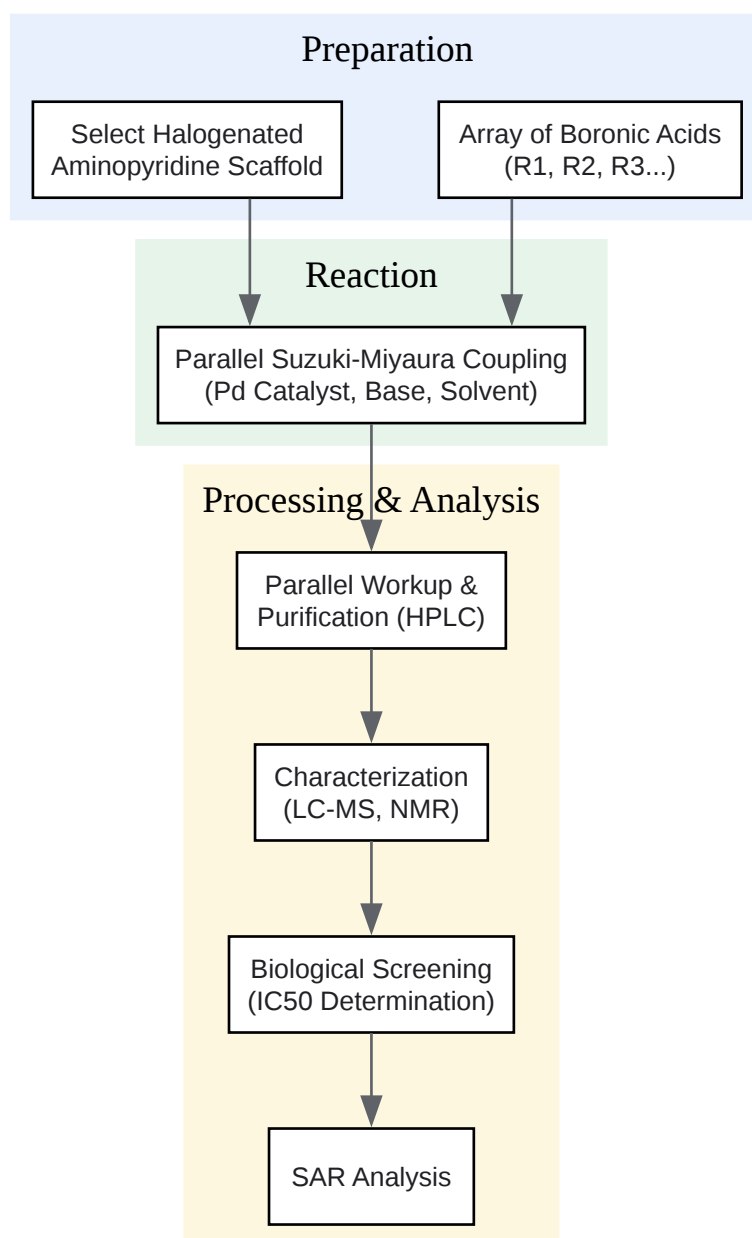 Preparation
Select Halogenated
Aminopyridine Scaffold
Array of Boronic Acids
(R1, R2, R3...)
Reaction
Parallel Suzuki-Miyaura Coupling
(Pd Catalyst, Base, Solvent)
Processing & Analysis
Parallel Workup &
Purification (HPLC)
Characterization
(LC-MS, NMR)
Biological Screening
(IC50 Determination)
SAR Analysis